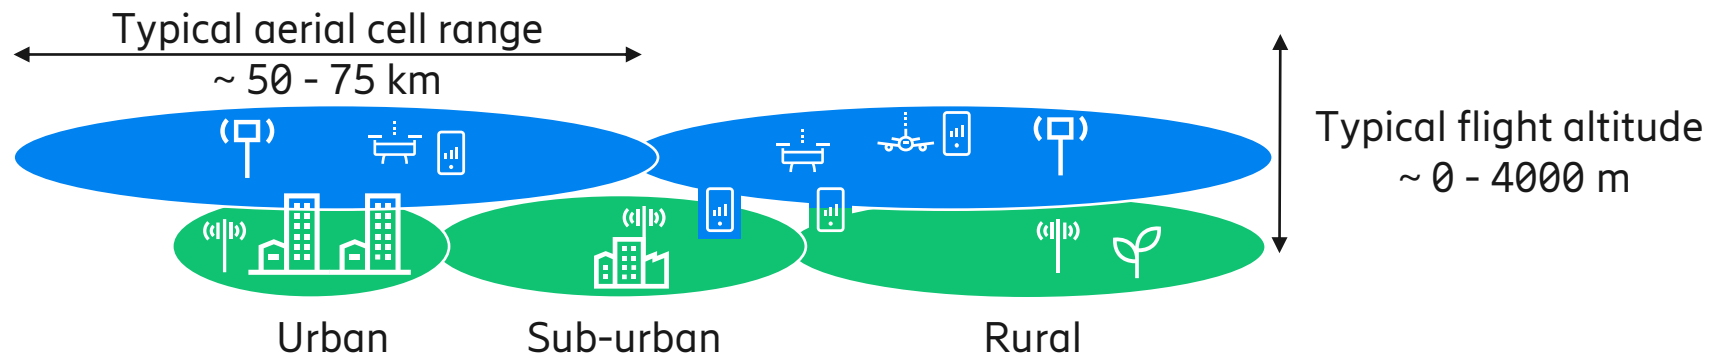 Typical aerial cell range
~ 50 - 75 km
Typical flight altitude
~ 0 - 4000 m
Urban
Sub-urban
Rural